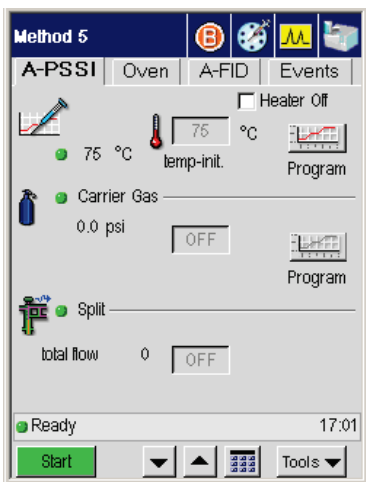 Method 5
B
A-PSSI Oven A-FID Events
Heater Off
75 °C 75 °C
temp-init. Program
Carrier Gas
0.0 psi OFF
Program
Split
total flow 0 OFF
Ready 17:01
Start Tools